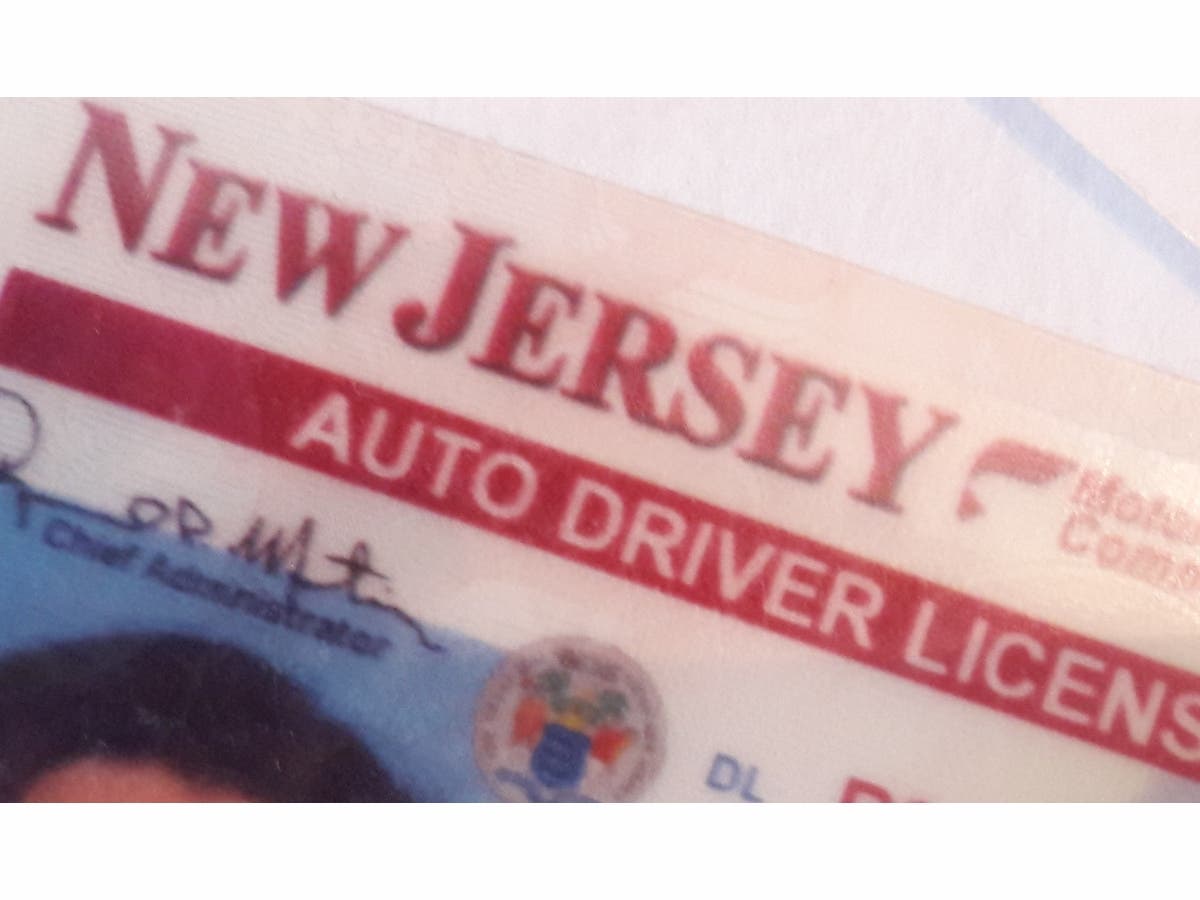 NEW JERSEY
AUTO DRIVER LICENS
Chief Administrator
DL